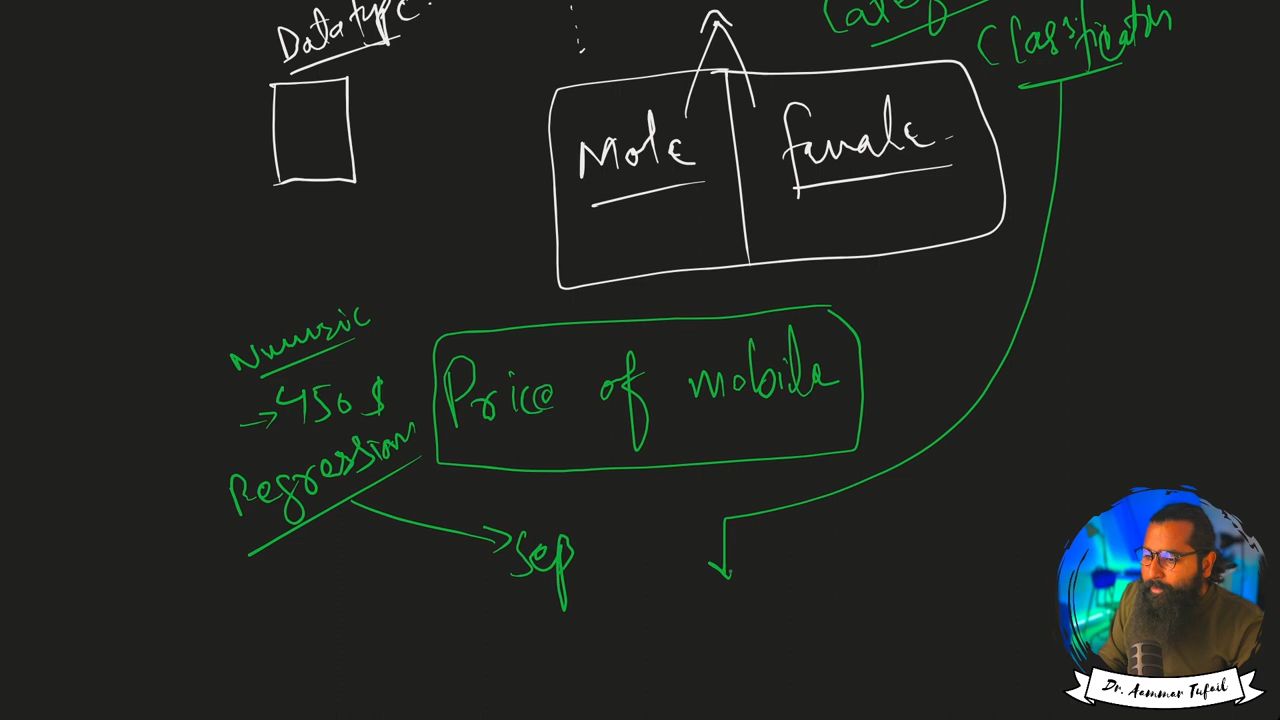 Datatype.
Categ
Classification
Male
female
Numeric
→ 450 $
Regression
Price of mobile
Sep
Dr. Aammar Tufail